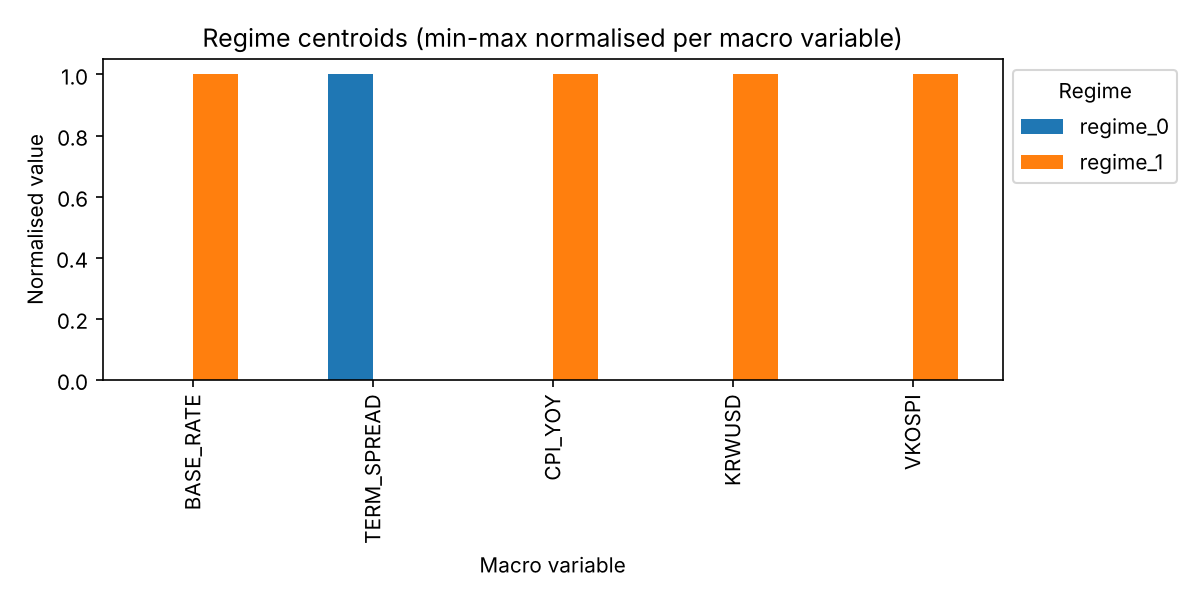 Regime centroids (min-max normalised per macro variable)
Normalised value
1.0
0.8
0.6
0.4
0.2
0.0
BASE_RATE
TERM_SPREAD
CPI_YOY
KRWUSD
VKOSPI
Macro variable
Regime
regime_0
regime_1